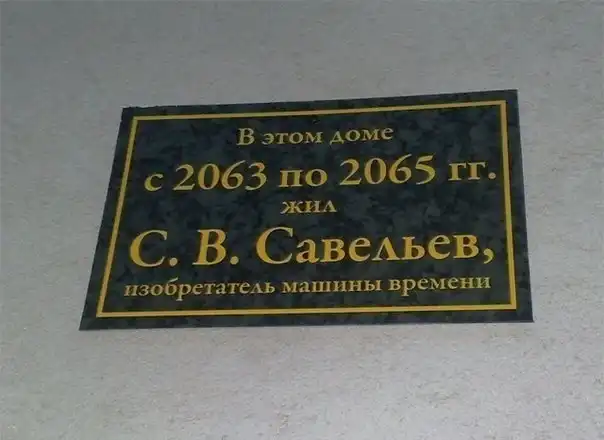 В этом доме
с 2063 по 2065 гг.
жил
С. В. Савельев,
изобретатель машины времени